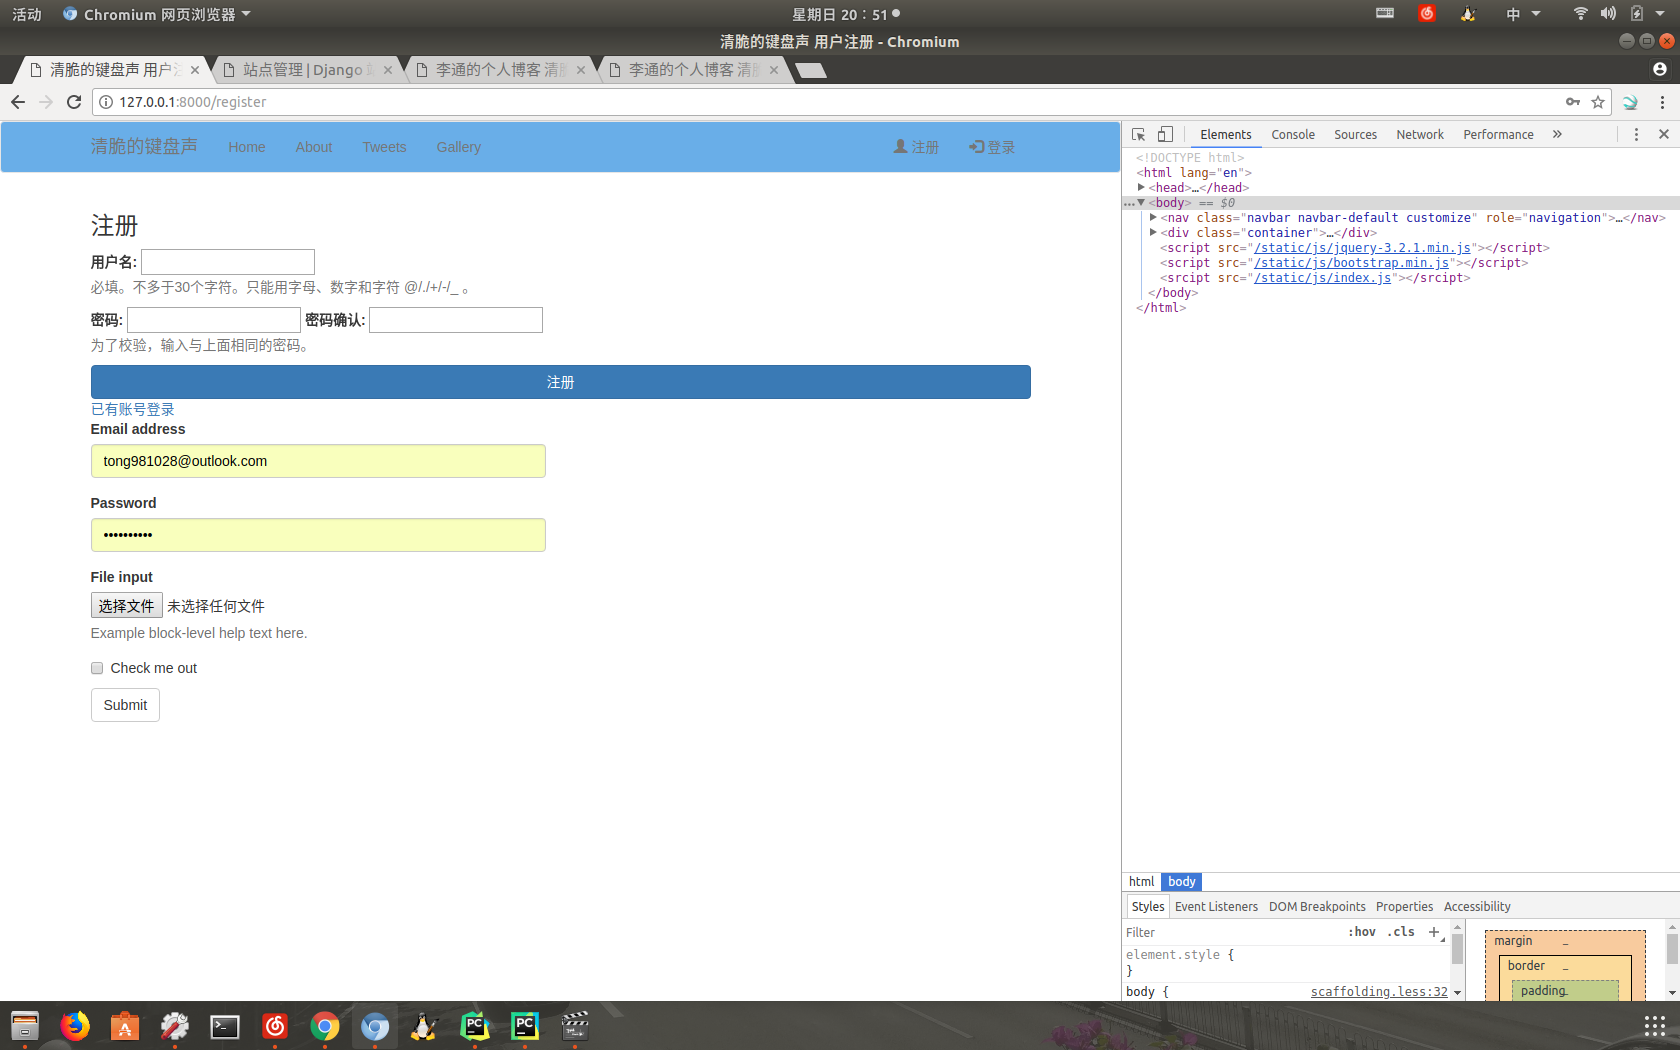 活动
Chromium 网页浏览器
星期日 20：51
中
清脆的键盘声 用户注册 - Chromium
清脆的键盘声 用户注
站点管理 | Django 站
李通的个人博客 清脆
李通的个人博客 清脆
127.0.0.1:8000/register
清脆的键盘声
Home
About
Tweets
Gallery
注册
登录
注册
用户名:
必填。不多于30个字符。只能用字母、数字和字符 @/./+/-/_ 。
密码:
密码确认:
为了校验，输入与上面相同的密码。
注册
已有账号登录
Email address
tong981028@outlook.com
Password
••••••••••
File input
选择文件 未选择任何文件
Example block-level help text here.
Check me out
Submit
Elements
Console
Sources
Network
Performance
»
<!DOCTYPE html>
<html lang="en">
<head>…</head>
…<body> == $0
<nav class="navbar navbar-default customize" role="navigation">…</nav>
<div class="container">…</div>
<script src="/static/js/jquery-3.2.1.min.js"></script>
<script src="/static/js/bootstrap.min.js"></script>
<srcipt src="/static/js/index.js"></srcipt>
</body>
</html>
html
body
Styles
Event Listeners
DOM Breakpoints
Properties
Accessibility
Filter
:hov
.cls
+
element.style {
}
body {
scaffolding.less:32
margin
–
border
–
padding
–
PC
PC